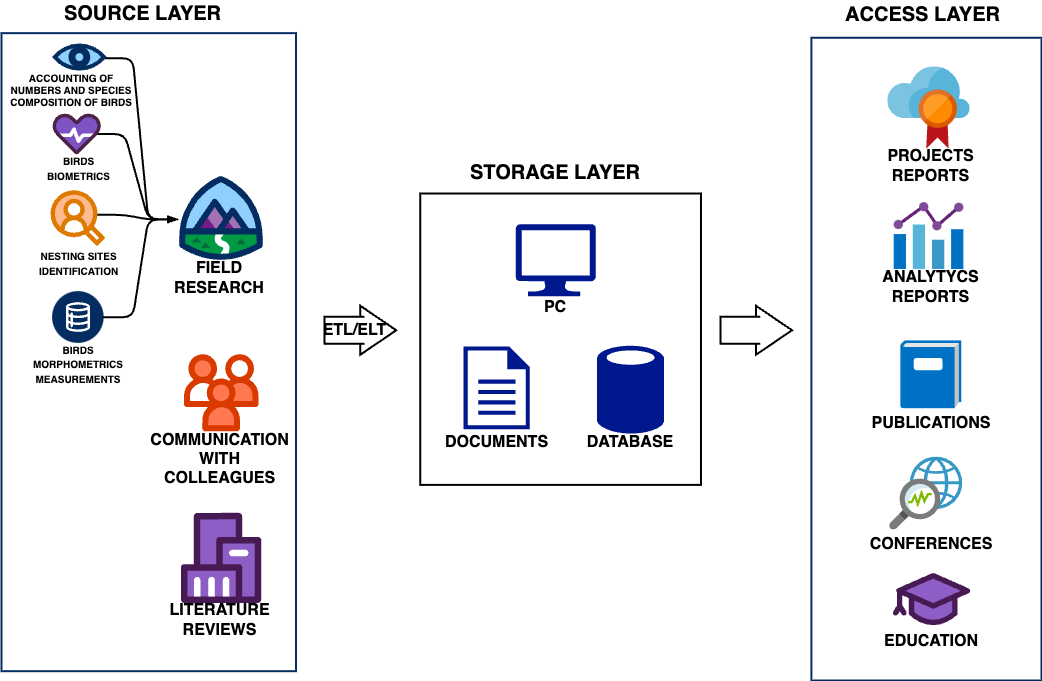 SOURCE LAYER
ACCOUNTING OF
NUMBERS AND SPECIES
COMPOSITION OF BIRDS
BIRDS
BIOMETRICS
NESTING SITES
IDENTIFICATION
BIRDS
MORPHOMETRICS
MEASUREMENTS
FIELD
RESEARCH
COMMUNICATION
WITH
COLLEAGUES
LITERATURE
REVIEWS
ETL/ELT
STORAGE LAYER
PC
DOCUMENTS
DATABASE
ACCESS LAYER
PROJECTS
REPORTS
ANALYTYCS
REPORTS
PUBLICATIONS
CONFERENCES
EDUCATION